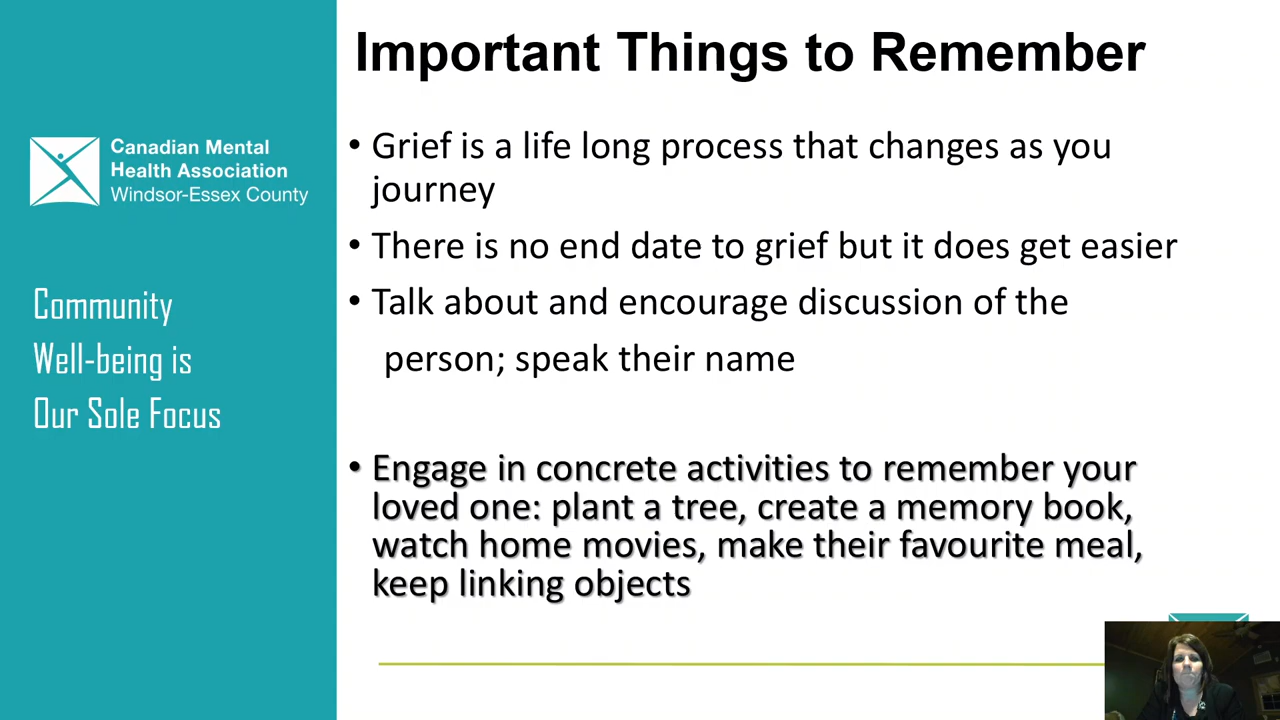 Important Things to Remember
Canadian Mental
Health Association
Windsor-Essex County
Community
Well-being is
Our Sole Focus
• Grief is a life long process that changes as you
journey
• There is no end date to grief but it does get easier
• Talk about and encourage discussion of the
person; speak their name
• Engage in concrete activities to remember your
loved one: plant a tree, create a memory book,
watch home movies, make their favourite meal,
keep linking objects